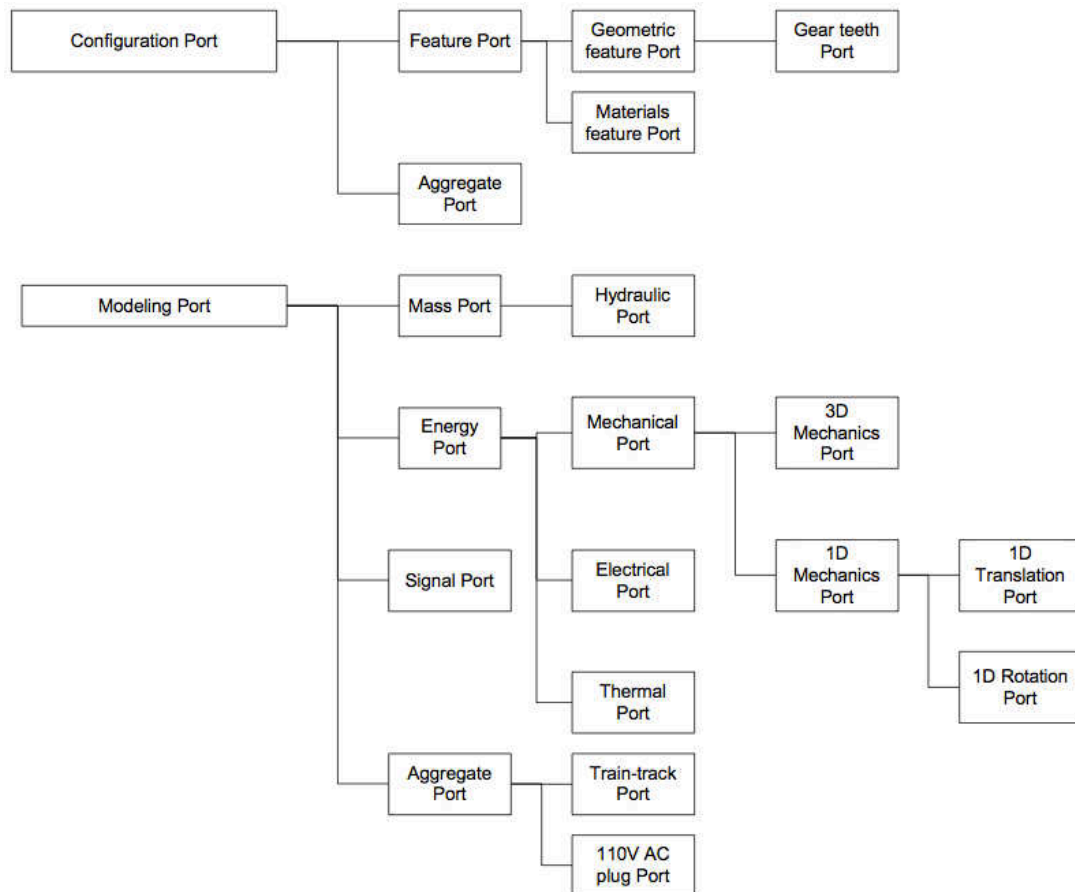 Configuration Port
Feature Port
Geometric
feature Port
Gear teeth
Port
Materials
feature Port
Aggregate
Port
Modeling Port
Mass Port
Hydraulic
Port
Energy
Port
Mechanical
Port
3D
Mechanics
Port
Signal Port
Electrical
Port
1D
Mechanics
Port
1D
Translation
Port
Thermal
Port
1D Rotation
Port
Aggregate
Port
Train-track
Port
110V AC
plug Port